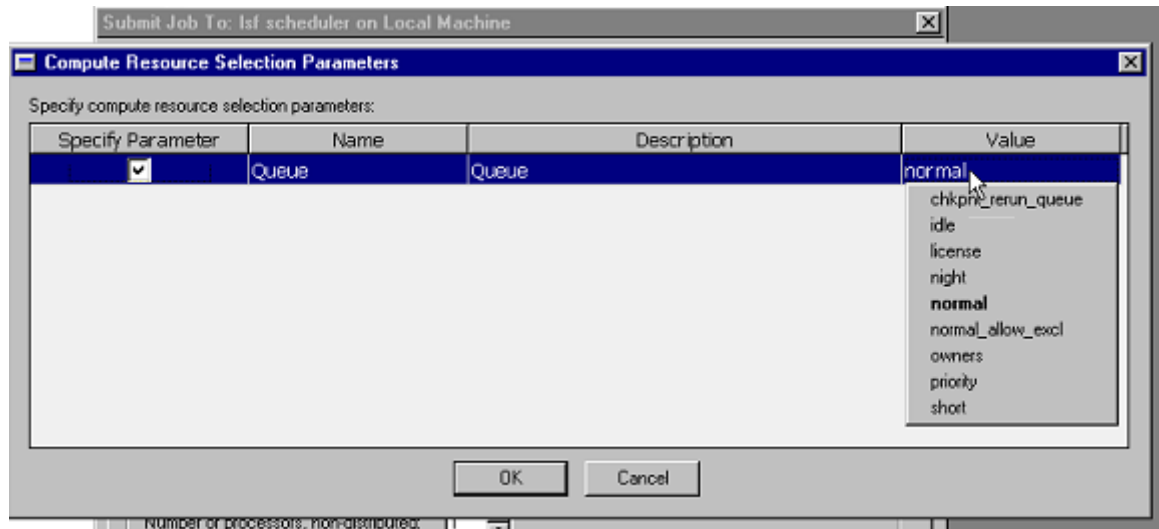 Submit Job To: lsf scheduler on Local Machine
Compute Resource Selection Parameters
Specify compute resource selection parameters:
Specify Parameter Name Description Value
Queue Queue normal
chkpnt_rerun_queue
idle
license
night
normal
normal_allow_excl
owners
priority
short
OK Cancel
Number of processors, non-distributed: